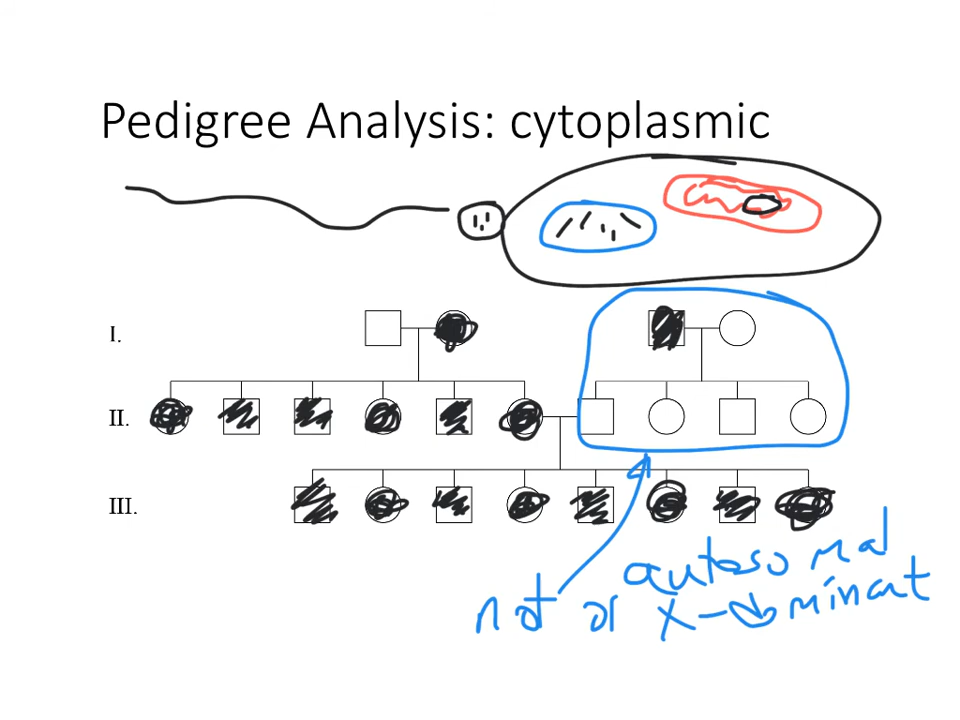 Pedigree Analysis: cytoplasmic
I.
II.
III.
autosomal
not or X-dominant